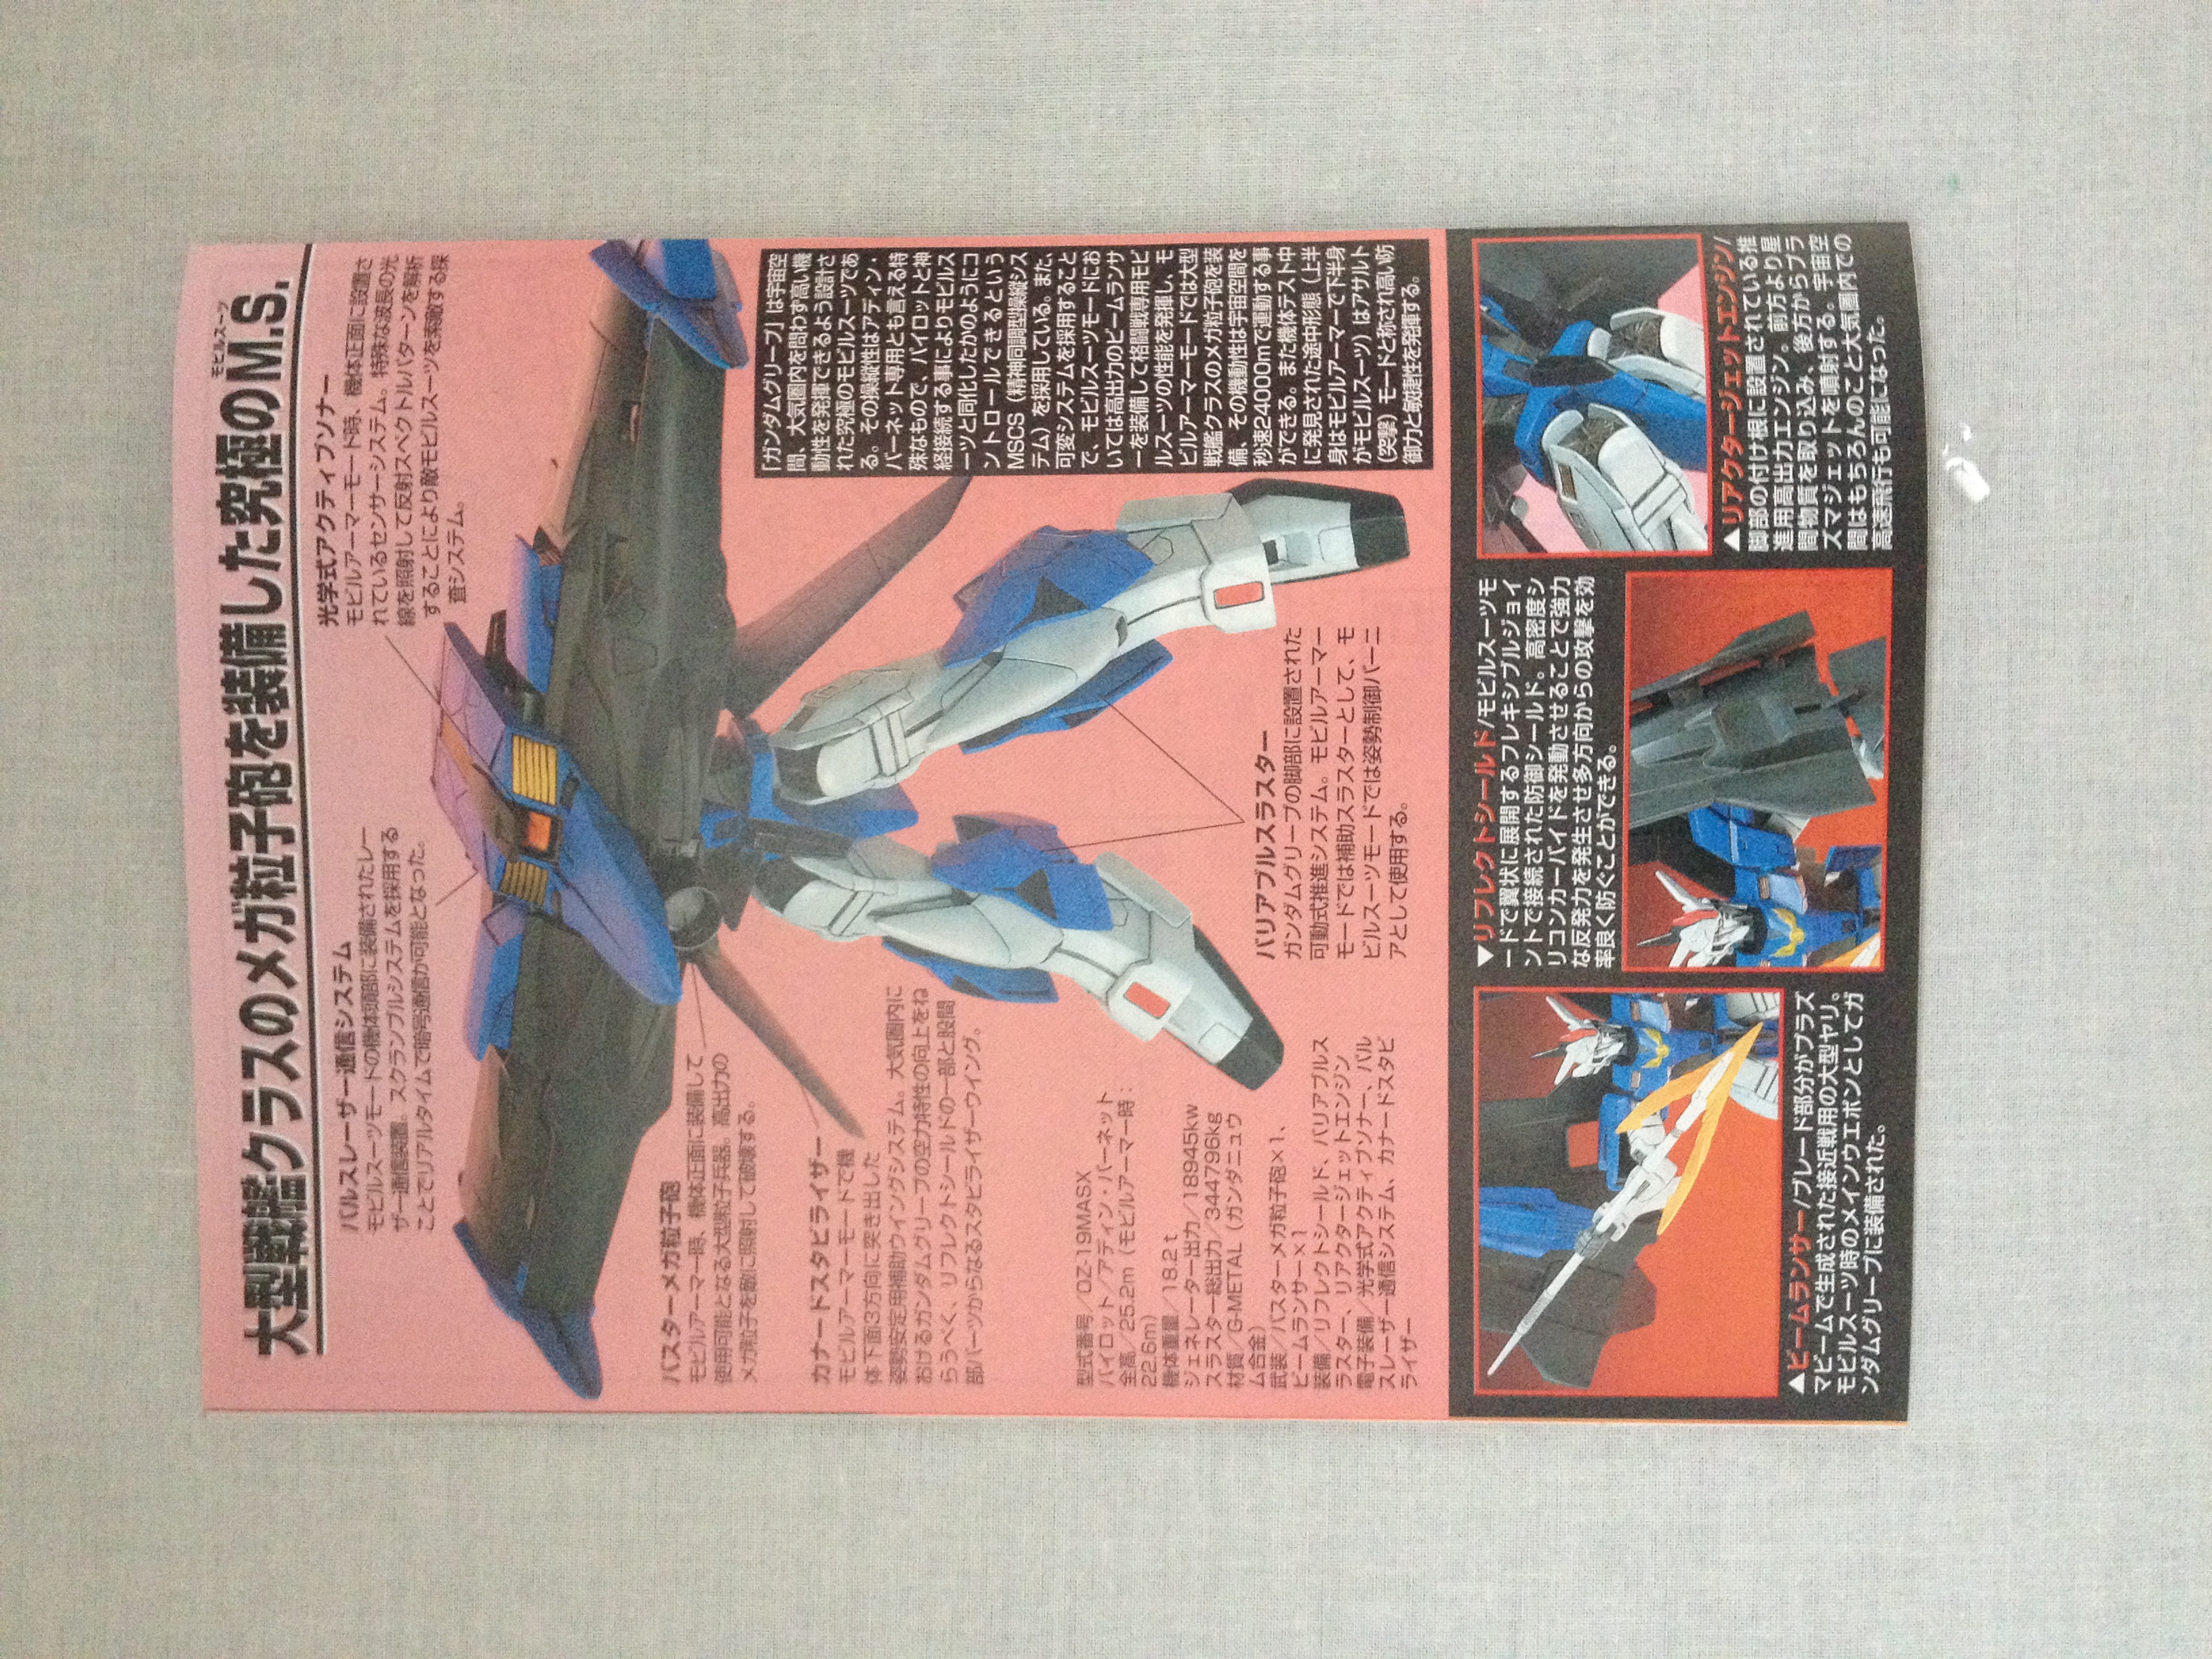 モビルスーツ
大型戦艦クラスのメガ粒子砲を装備した究極のM.S.
パルスレーザー通信システム
モビルスーツモードの機体頭部に装備されたレー
ザー通信装置。スクランブルシステムを採用する
ことでリアルタイムで暗号通信が可能となった。
光学式アクティブソナー
モビルアーマーモード時、機体正面に設置さ
れているセンサーシステム。特殊な波長の光
線を照射して反射スペクトルパターンを解析
することにより敵モビルスーツを索敵する探
査システム。
バスターメガ粒子砲
モビルアーマー時、機体正面に装備して
使用可能となる大型粒子兵器。高出力の
メガ粒子を敵に照射して破壊する。
カナードスタビライザー
モビルアーマーモードで機
体下面3方向に突き出した
姿勢安定用補助ウイングシステム。大気圏内に
おけるガンダムグリープの空力特性の向上をね
らうべく、リフレクトシールドの一部と股間
部パーツからなるスタビライザーウイング。
型式番号／OZ-19MASX
パイロット／アディン・バーネット
全高／25.2m（モビルアーマー時：
22.6m）
機体重量／18.2ｔ
ジェネレーター出力／18945kw
スラスター総出力／344796kg
材質／G-METAL（ガンダニュウ
ム合金）
武装／バスターメガ粒子砲×1、
ビームランサー×1
装備／リフレクトシールド、バリアブルス
ラスター、リアクタージェットエンジン
電子装備／光学式アクティブソナー、パル
スレーザー通信システム、カナードスタビ
ライザー
バリアブルスラスター
ガンダムグリープの脚部に設置された
可動式推進システム。モビルアーマー
モードでは補助スラスターとして、モ
ビルスーツモードでは姿勢制御バーニ
アとして使用する。
「ガンダムグリープ」は宇宙空
間、大気圏内を問わず高い機
動性を発揮できるよう設計さ
れた究極のモビルスーツであ
る。その操縦性はアディン・
バーネット専用とも言える特
殊なもので、パイロットと神
経接続する事によりモビルス
ーツと同化したかのようにコ
ントロールできるという
MSCS（精神同調型操縦シス
テム）を採用している。また、
可変システムを採用すること
で、モビルスーツモードにお
いては高出力のビームランサ
ーを装備して格闘戦専用モビ
ルスーツの性能を発揮し、モ
ビルアーマーモードでは大型
戦艦クラスのメガ粒子砲を装
備、その機動性は宇宙空間を
秒速24000mで運動する事
ができる。また機体テスト中
に発見された途中形態（上半
身はモビルアーマーで下半身
がモビルスーツ）はアサルト
（突撃）モードと称され高い防
御力と敏捷性を発揮する。
▲ビームランサー/ブレード部分がプラズ
マビームで生成された接近戦用の大型ヤリ。
モビルスーツ時のメインウエポンとしてガ
ンダムグリープに装備された。
▼リフレクトシールド/モビルスーツモ
ードで翼状に展開するフレキシブルジョイ
ントで接続された防御シールド。高密度シ
リコンカーバイドを発動させることで強力
な反発力を発生させ多方向からの攻撃を効
率良く防ぐことができる。
▲リアクタージェットエンジン/
脚部の付け根に設置されている推
進用高出力エンジン。前方より星
間物質を取り込み、後方からプラ
ズマジェットを噴射する。宇宙空
間はもちろんのこと大気圏内での
高速飛行も可能になった。